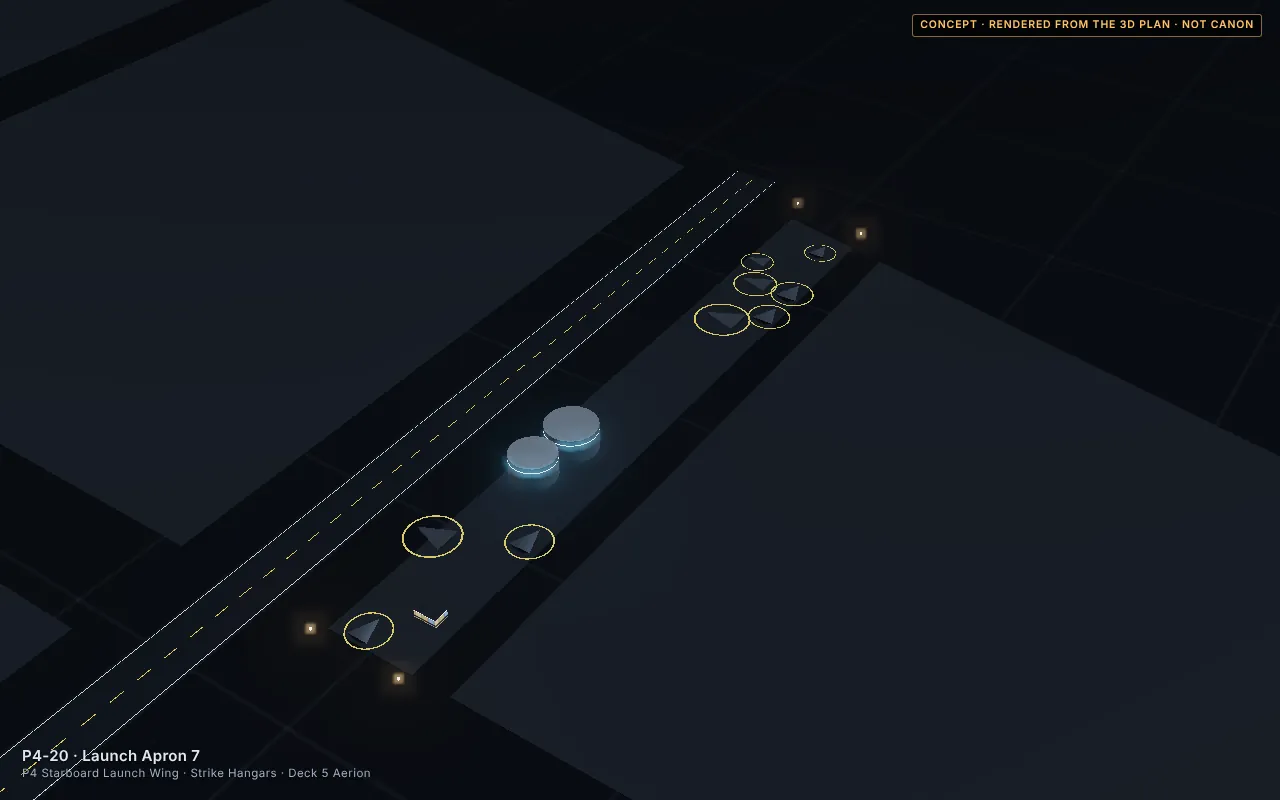 CONCEPT · RENDERED FROM THE 3D PLAN · NOT CANON
P4-20 · Launch Apron 7
P4 Starboard Launch Wing · Strike Hangars · Deck 5 Aerion